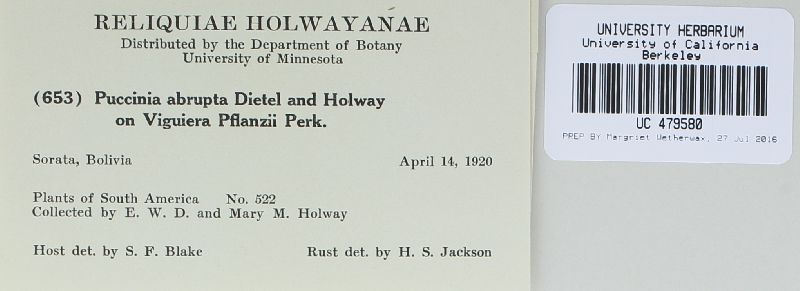 RELIQUIAE HOLWAYANAE
Distributed by the Department of Botany
University of Minnesota
(653) Puccinia abrupta Dietel and Holway
on Viguiera Pflanzii Perk.
Sorata, Bolivia April 14, 1920
Plants of South America No. 522
Collected by E. W. D. and Mary M. Holway
Host det. by S. F. Blake Rust det. by H. S. Jackson
UNIVERSITY HERBARIUM
University of California
Berkeley
UC 479580
PREP BY Margriet Wetherwax, 27 Jul 2016